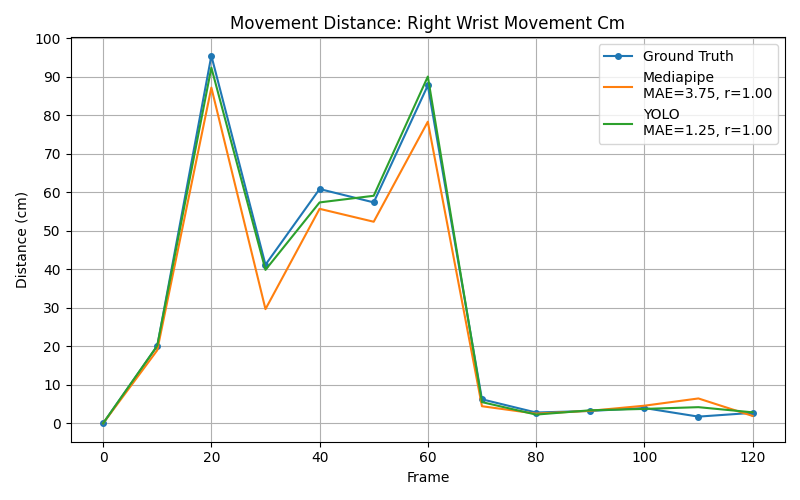 Movement Distance: Right Wrist Movement Cm
Distance (cm)
100
90
80
70
60
50
40
30
20
10
0
Ground Truth
Mediapipe
MAE=3.75, r=1.00
YOLO
MAE=1.25, r=1.00
0 20 40 60 80 100 120
Frame